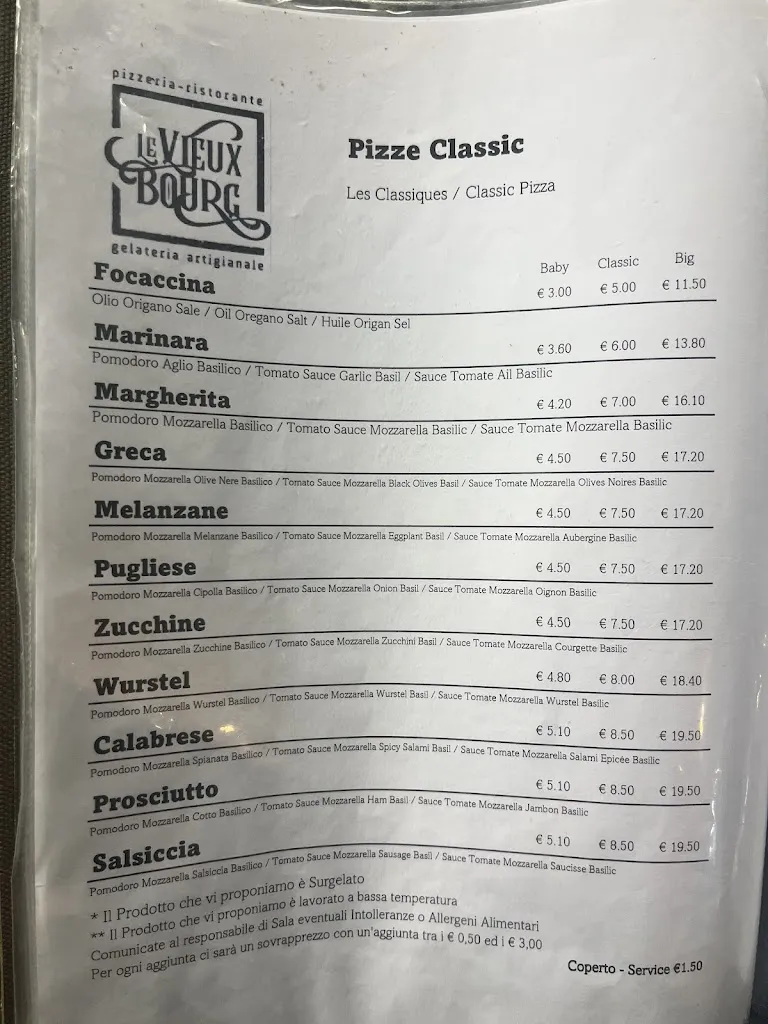 pizzeria-ristorante
LE VIEUX
BOURG
gelateria artigianale
Pizze Classic
Les Classiques / Classic Pizza
Baby Classic Big
Focaccina € 3.00 € 5.00 € 11.50
Olio Origano Sale / Oil Oregano Salt / Huile Origan Sel
Marinara € 3.60 € 6.00 € 13.80
Pomodoro Aglio Basilico / Tomato Sauce Garlic Basil / Sauce Tomate Ail Basilic
Margherita € 4.20 € 7.00 € 16.10
Pomodoro Mozzarella Basilico / Tomato Sauce Mozzarella Basilic / Sauce Tomate Mozzarella Basilic
Greca € 4.50 € 7.50 € 17.20
Pomodoro Mozzarella Olive Nere Basilico / Tomato Sauce Mozzarella Black Olives Basil / Sauce Tomate Mozzarella Olives Noires Basilic
Melanzane € 4.50 € 7.50 € 17.20
Pomodoro Mozzarella Melanzane Basilico / Tomato Sauce Mozzarella Eggplant Basil / Sauce Tomate Mozzarella Aubergine Basilic
Pugliese € 4.50 € 7.50 € 17.20
Pomodoro Mozzarella Cipolla Basilico / Tomato Sauce Mozzarella Onion Basil / Sauce Tomate Mozzarella Oignon Basilic
Zucchine € 4.50 € 7.50 € 17.20
Pomodoro Mozzarella Zucchine Basilico / Tomato Sauce Mozzarella Zucchini Basil / Sauce Tomate Mozzarella Courgette Basilic
Wurstel € 4.80 € 8.00 € 18.40
Pomodoro Mozzarella Wurstel Basilico / Tomato Sauce Mozzarella Wurstel Basil / Sauce Tomate Mozzarella Wurstel Basilic
Calabrese € 5.10 € 8.50 € 19.50
Pomodoro Mozzarella Spianata Basilico / Tomato Sauce Mozzarella Spicy Salami Basil / Sauce Tomate Mozzarella Salami Epicée Basilic
Prosciutto € 5.10 € 8.50 € 19.50
Pomodoro Mozzarella Cotto Basilico / Tomato Sauce Mozzarella Ham Basil / Sauce Tomate Mozzarella Jambon Basilic
Salsiccia € 5.10 € 8.50 € 19.50
Pomodoro Mozzarella Salsiccia Basilico / Tomato Sauce Mozzarella Sausage Basil / Sauce Tomate Mozzarella Saucisse Basilic
* Il Prodotto che vi proponiamo è Surgelato
** Il Prodotto che vi proponiamo è lavorato a bassa temperatura
Comunicate al responsabile di Sala eventuali Intolleranze o Allergeni Alimentari
Per ogni aggiunta ci sarà un sovrapprezzo con un'aggiunta tra i € 0,50 ed i € 3,00
Coperto - Service €1.50